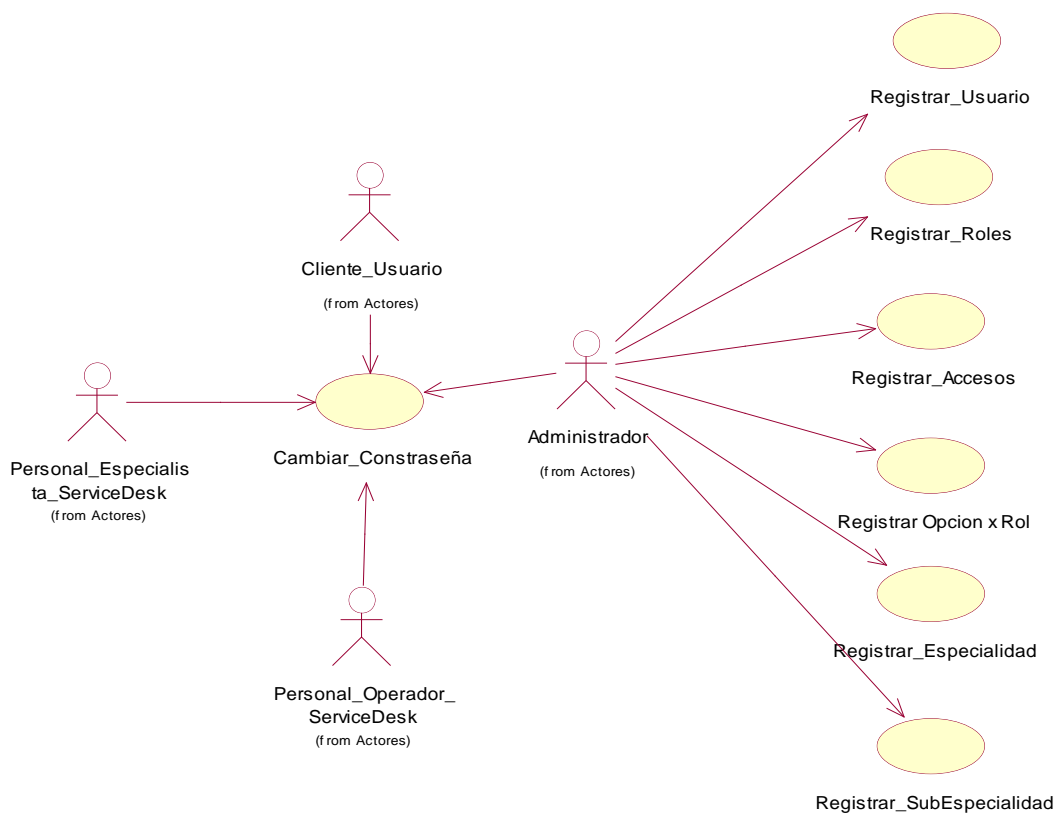 Registrar_Usuario
Registrar_Roles
Cliente_Usuario
(from Actores)
Registrar_Accesos
Administrador
(from Actores)
Cambiar_Constraseña
Personal_Especialis
ta_ServiceDesk
(from Actores)
Registrar Opcion x Rol
Registrar_Especialidad
Personal_Operador_
ServiceDesk
(from Actores)
Registrar_SubEspecialidad